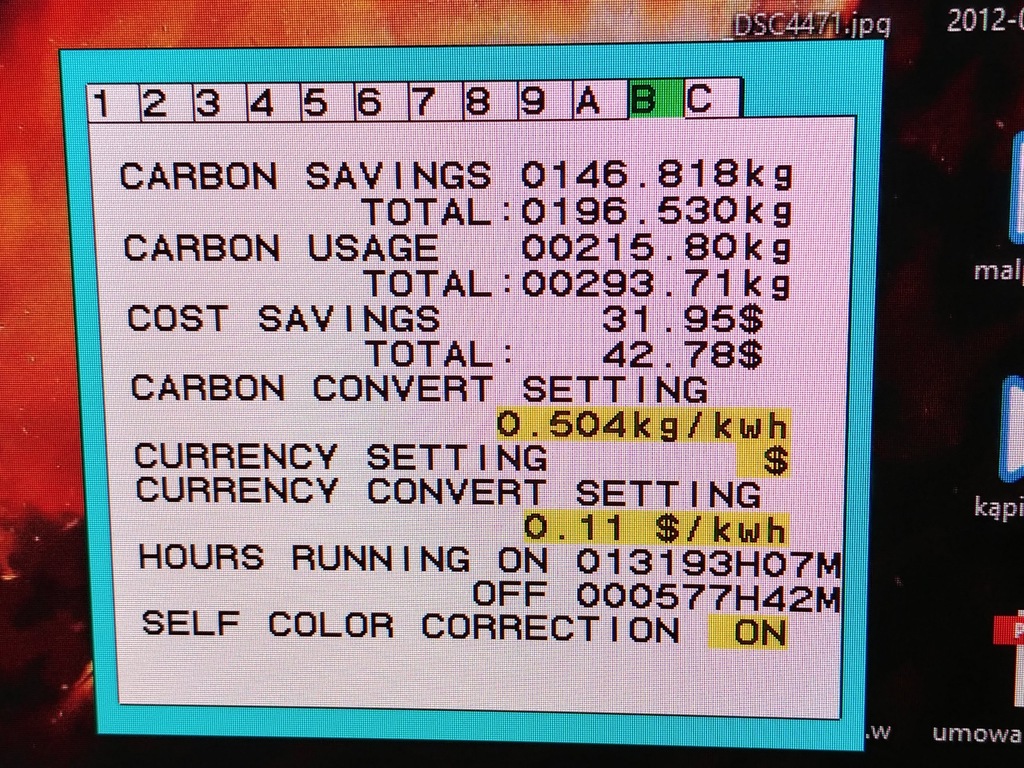 _DSC4471.jpg
1 2 3 4 5 6 7 8 9 A B C
CARBON SAVINGS 0146.818kg
TOTAL:0196.530kg
CARBON USAGE 00215.80kg
TOTAL:00293.71kg
COST SAVINGS 31.95$
TOTAL: 42.78$
CARBON CONVERT SETTING
0.504kg/kwh
CURRENCY SETTING $
CURRENCY CONVERT SETTING
0.11 $/kwh
HOURS RUNNING ON 013193H07M
OFF 000577H42M
SELF COLOR CORRECTION ON
2012-
mal
kąpi
.w
umowa